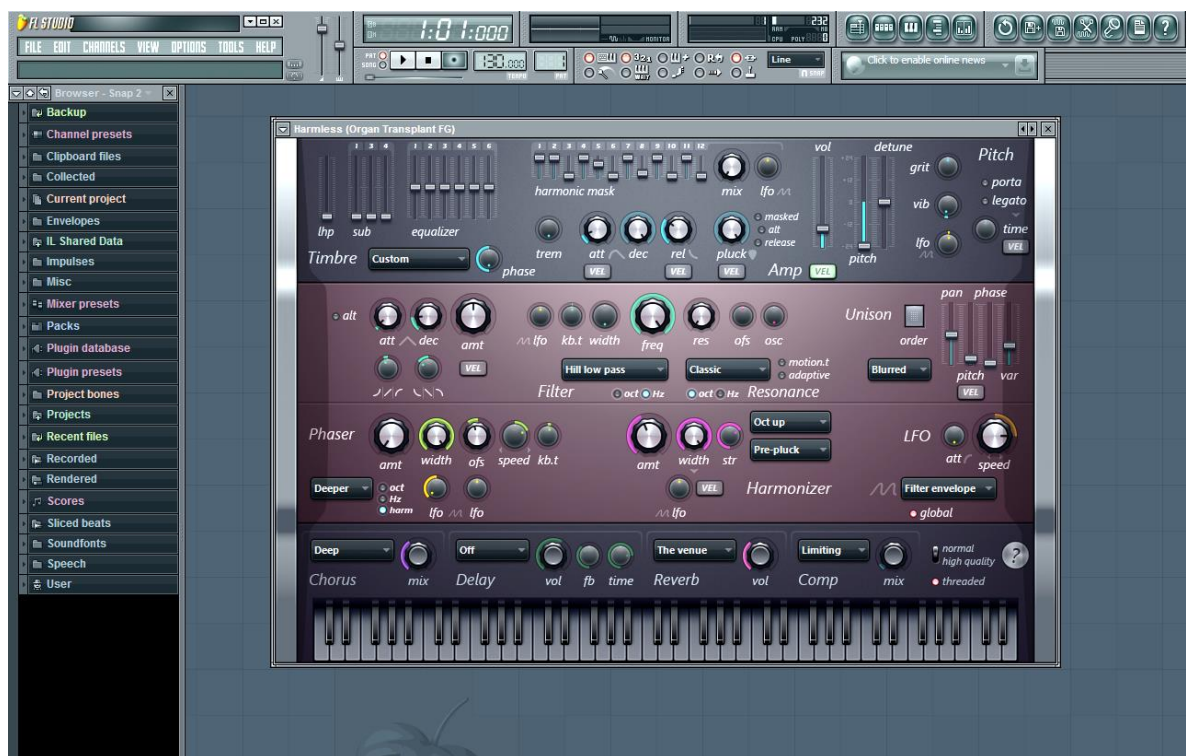 FL STUDIO
FILE EDIT CHANNELS VIEW OPTIONS TOOLS HELP
1:01:000
MONITOR
232
CPU POLY
PAT
SONG
130.000
TEMPO
PAT
321
Line
SNAP
Click to enable online news
Browser - Snap 2
Backup
Channel presets
Clipboard files
Collected
Current project
Envelopes
IL Shared Data
Impulses
Misc
Mixer presets
Packs
Plugin database
Plugin presets
Project bones
Projects
Recent files
Recorded
Rendered
Scores
Sliced beats
Soundfonts
Speech
User
Harmless (Organ Transplant FG)
1 3 4 1 2 3 4 5 6 1 2 3 4 5 6 7 8 9 10 11 12
lhp sub equalizer
harmonic mask mix lfo
vol detune
pitch
Pitch
grit
vib
lfo
porta
legato
time
VEL
Timbre Custom phase
trem att dec rel pluck
masked
alt
release
VEL VEL VEL Amp VEL
alt
att dec amt
VEL
lfo kb.t width freq res ofs osc
Hill low pass Classic motion.t
adaptive
Filter oct Hz oct Hz Resonance
Unison order
pan phase
Blurred pitch var
VEL
Phaser
amt width ofs speed kb.t
Deeper oct
Hz
harm lfo lfo
amt width str
Oct up
Pre-pluck
lfo VEL Harmonizer
LFO att speed
Filter envelope
global
Deep Off The venue Limiting
Chorus mix Delay vol fb time Reverb vol Comp mix
normal
high quality
threaded
?